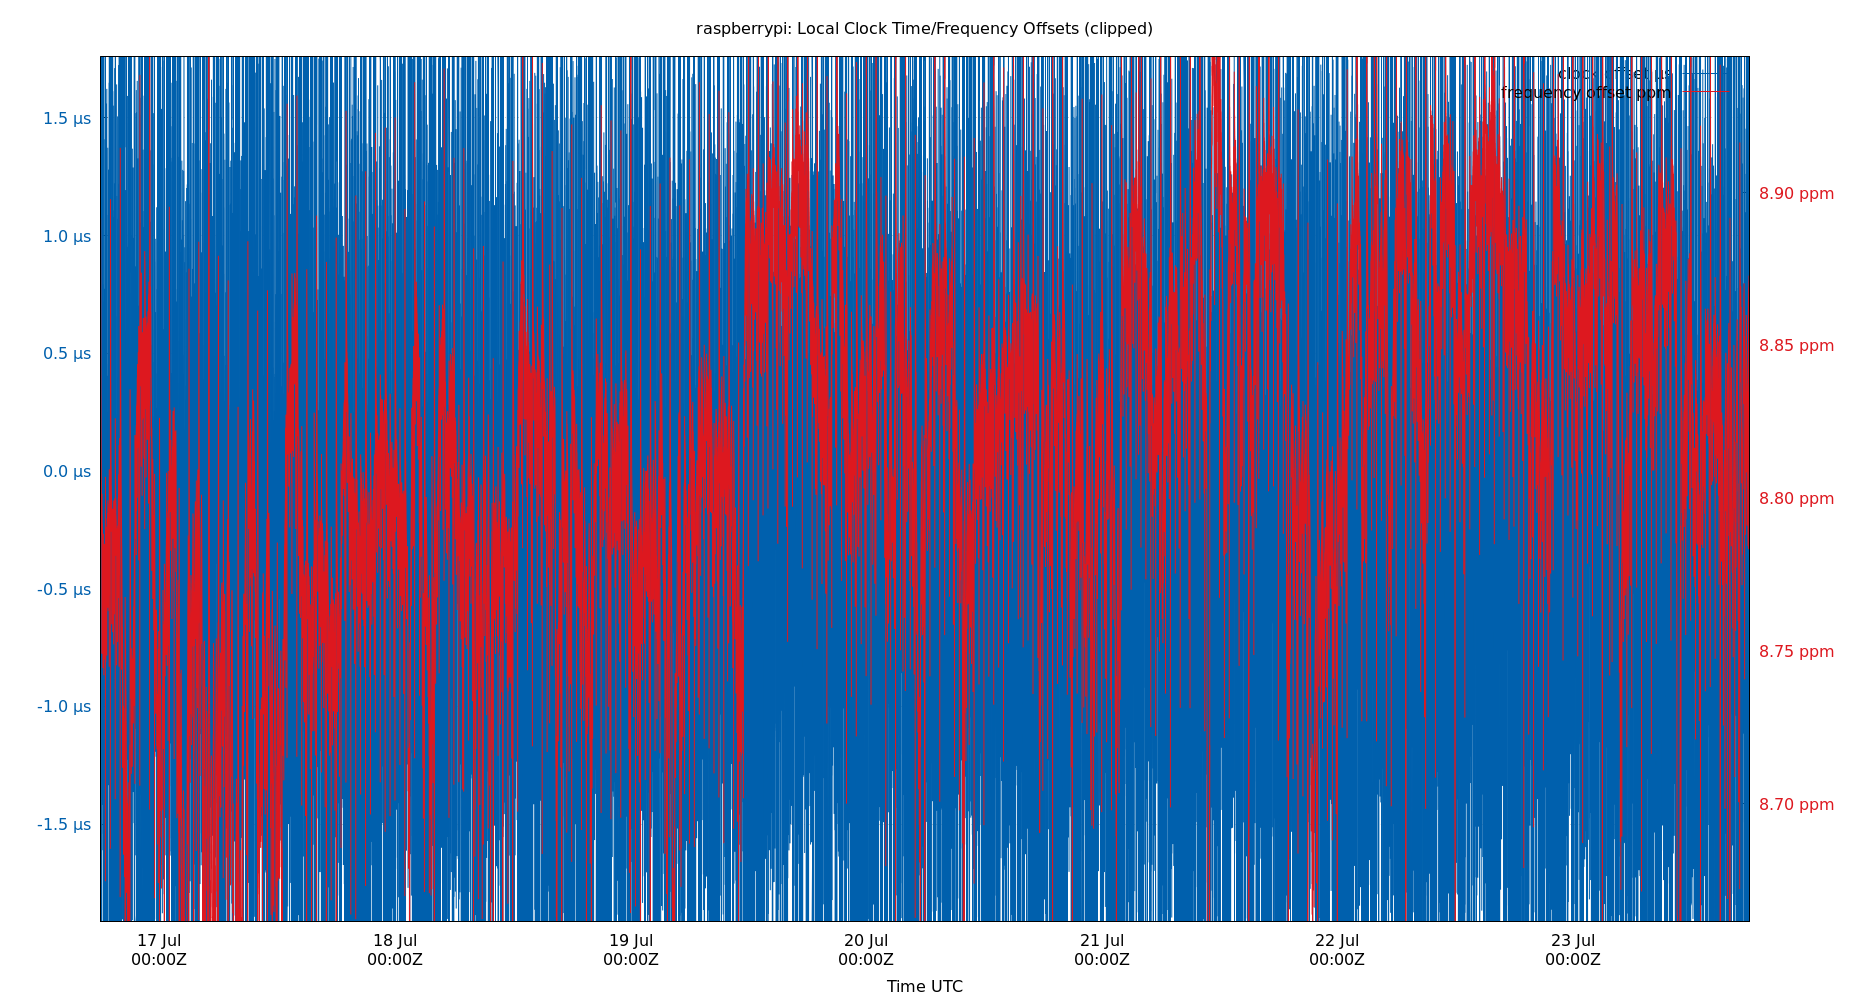 raspberrypi: Local Clock Time/Frequency Offsets (clipped)
clock offset µs
frequency offset ppm
1.5 µs
1.0 µs
0.5 µs
0.0 µs
-0.5 µs
-1.0 µs
-1.5 µs
8.90 ppm
8.85 ppm
8.80 ppm
8.75 ppm
8.70 ppm
17 Jul
00:00Z
18 Jul
00:00Z
19 Jul
00:00Z
20 Jul
00:00Z
21 Jul
00:00Z
22 Jul
00:00Z
23 Jul
00:00Z
Time UTC